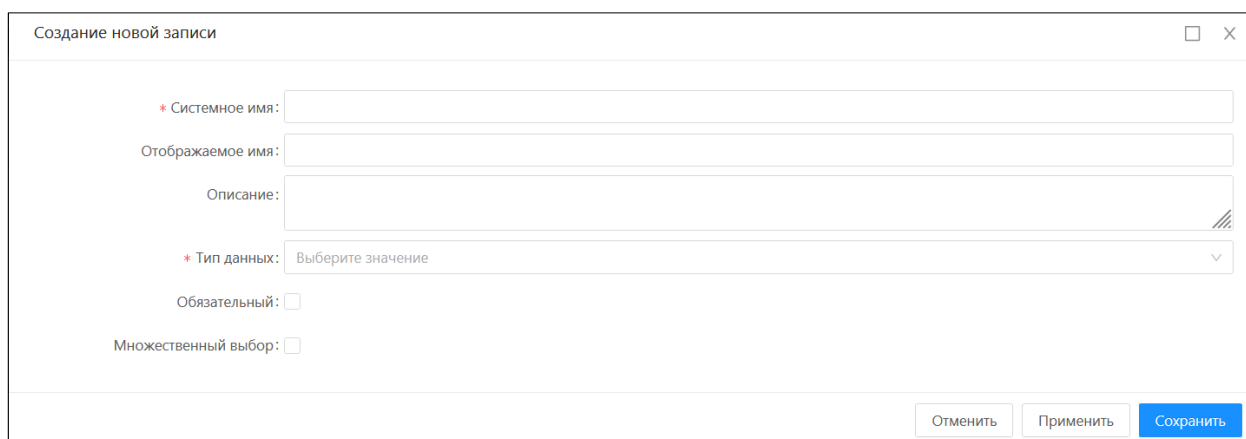 Создание новой записи
* Системное имя:
Отображаемое имя:
Описание:
* Тип данных: Выберите значение
Обязательный:
Множественный выбор:
Отменить Применить Сохранить